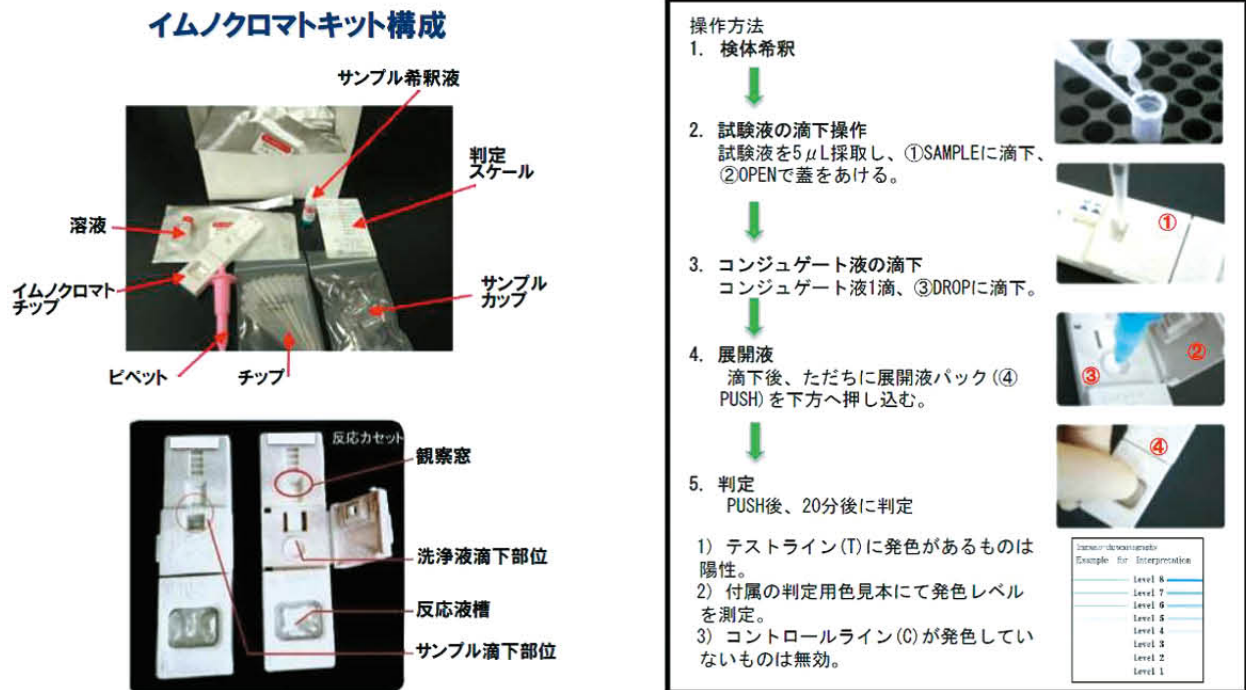 イムノクロマトキット構成
サンプル希釈液
判定
スケール
溶液
イムノクロマト
チップ
サンプル
カップ
ピペット
チップ
反応カセット
観察窓
洗浄液滴下部位
反応液槽
サンプル滴下部位
操作方法
1. 検体希釈
2. 試験液の滴下操作
試験液を5μL採取し、①SAMPLEに滴下、
②OPENで蓋をあける。
①
3. コンジュゲート液の滴下
コンジュゲート液1滴、③DROPに滴下。
②
③
4. 展開液
滴下後、ただちに展開液パック(④
PUSH)を下方へ押し込む。
④
5. 判定
PUSH後、20分後に判定
1) テストライン(T)に発色があるものは
陽性。
2) 付属の判定用色見本にて発色レベル
を測定。
3) コントロールライン(C)が発色してい
ないものは無効。
Immuno-chromatography
Example for Interpretation
Level 8
Level 7
Level 6
Level 5
Level 4
Level 3
Level 2
Level 1